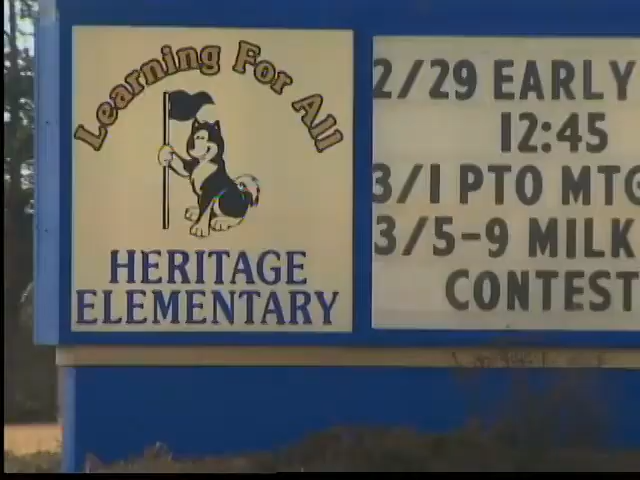 Learning For All
HERITAGE
ELEMENTARY
2/29 EARLY
12:45
3/1 PTO MTG
3/5-9 MILK
CONTEST